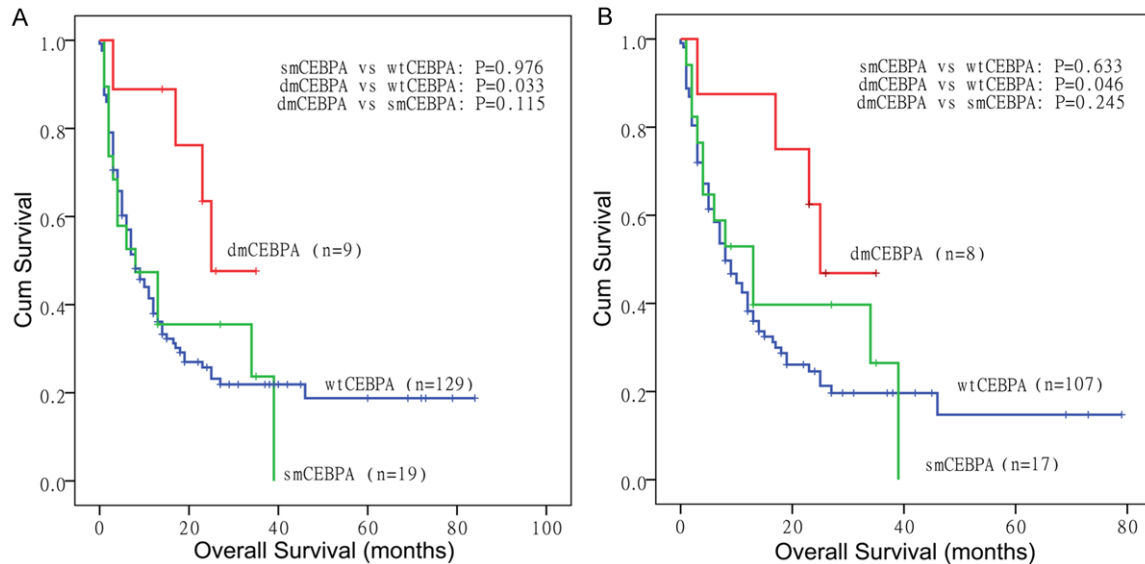 A
smCEBPA vs wtCEBPA: P=0.976
dmCEBPA vs wtCEBPA: P=0.033
dmCEBPA vs smCEBPA: P=0.115
1.0
0.8
0.6
0.4
0.2
0.0
Cum Survival
dmCEBPA (n=9)
wtCEBPA (n=129)
smCEBPA (n=19)
0
20
40
60
80
100
Overall Survival (months)
B
smCEBPA vs wtCEBPA: P=0.633
dmCEBPA vs wtCEBPA: P=0.046
dmCEBPA vs smCEBPA: P=0.245
1.0
0.8
0.6
0.4
0.2
0.0
Cum Survival
dmCEBPA (n=8)
wtCEBPA (n=107)
smCEBPA (n=17)
0
20
40
60
80
Overall Survival (months)